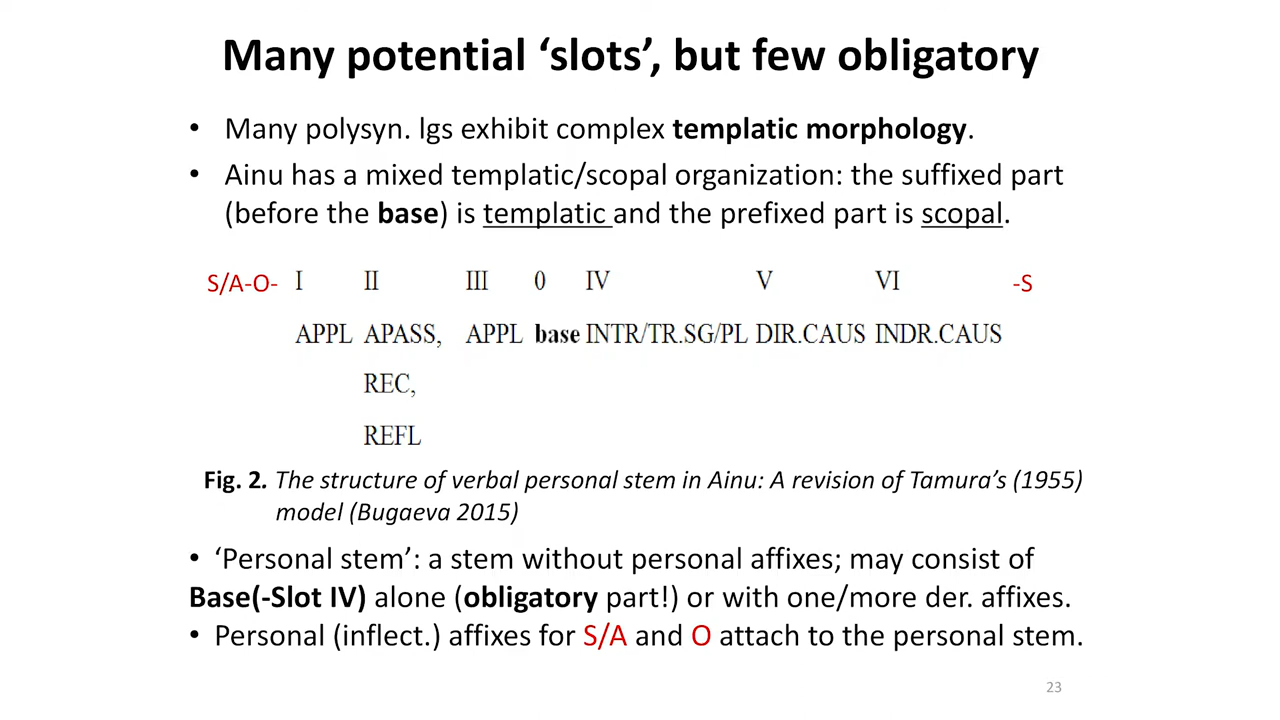 Many potential ‘slots’, but few obligatory
• Many polysyn. lgs exhibit complex templatic morphology.
• Ainu has a mixed templatic/scopal organization: the suffixed part
(before the base) is templatic and the prefixed part is scopal.
S/A-O- I II III 0 IV V VI -S
APPL APASS, APPL base INTR/TR.SG/PL DIR.CAUS INDR.CAUS
REC,
REFL
Fig. 2. The structure of verbal personal stem in Ainu: A revision of Tamura’s (1955)
model (Bugaeva 2015)
• ‘Personal stem’: a stem without personal affixes; may consist of
Base(-Slot IV) alone (obligatory part!) or with one/more der. affixes.
• Personal (inflect.) affixes for S/A and O attach to the personal stem.
23